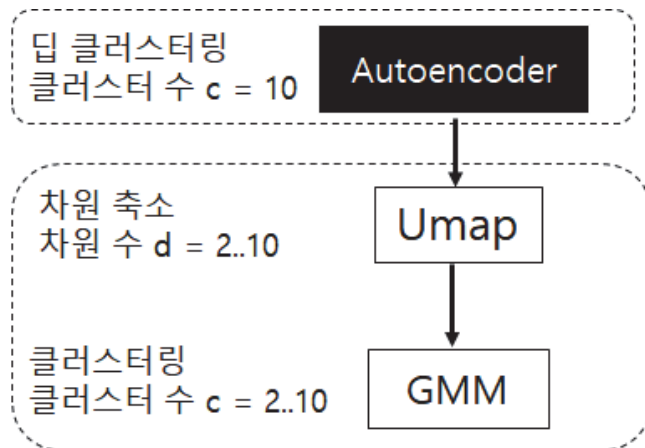 딥 클러스터링
클러스터 수 c = 10
Autoencoder
차원 축소
차원 수 d = 2..10
Umap
클러스터링
클러스터 수 c = 2..10
GMM